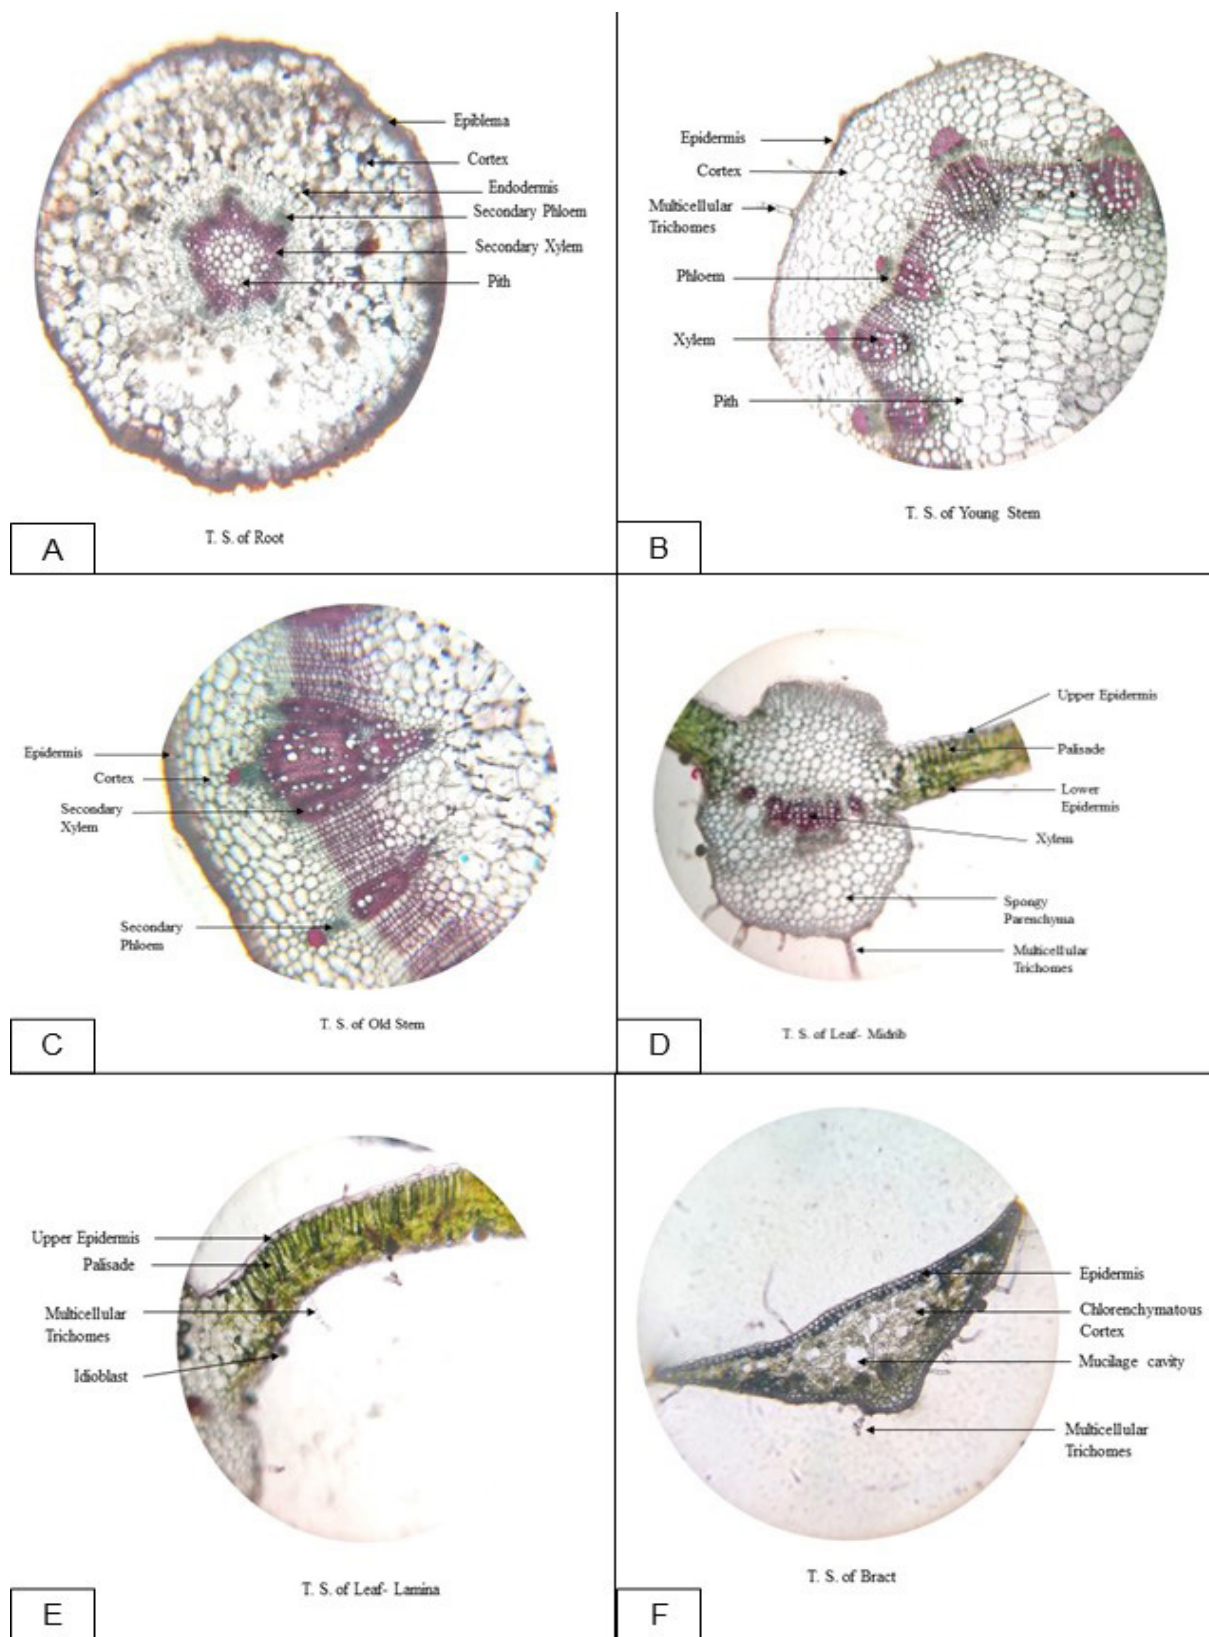 Epiblema
Cortex
Endodermis
Secondary Phloem
Secondary Xylem
Pith
A
T. S. of Root
Epidermis
Cortex
Multicellular
Trichomes
Phloem
Xylem
Pith
B
T. S. of Young Stem
Epidermis
Cortex
Secondary
Xylem
Secondary
Phloem
C
T. S. of Old Stem
Upper Epidermis
Palisade
Lower
Epidermis
Xylem
Spongy
Parenchyma
Multicellular
Trichomes
D
T. S. of Leaf- Midrib
Upper Epidermis
Palisade
Multicellular
Trichomes
Idioblast
E
T. S. of Leaf- Lamina
Epidermis
Chlorenchymatous
Cortex
Mucilage cavity
Multicellular
Trichomes
F
T. S. of Bract